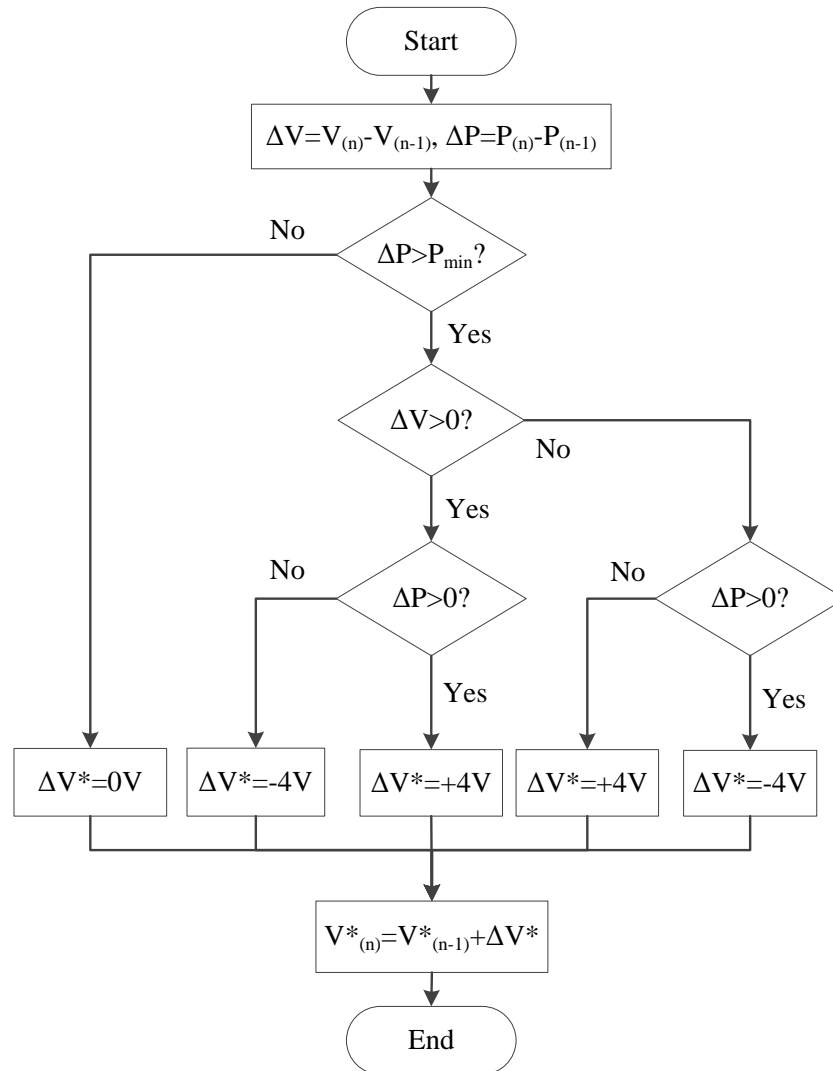 Start
ΔV=V(n)-V(n-1), ΔP=P(n)-P(n-1)
No
ΔP>Pmin?
Yes
ΔV>0?
No
Yes
No
ΔP>0?
No
ΔP>0?
Yes
Yes
ΔV*=0V
ΔV*=-4V
ΔV*=+4V
ΔV*=+4V
ΔV*=-4V
V*(n)=V*(n-1)+ΔV*
End